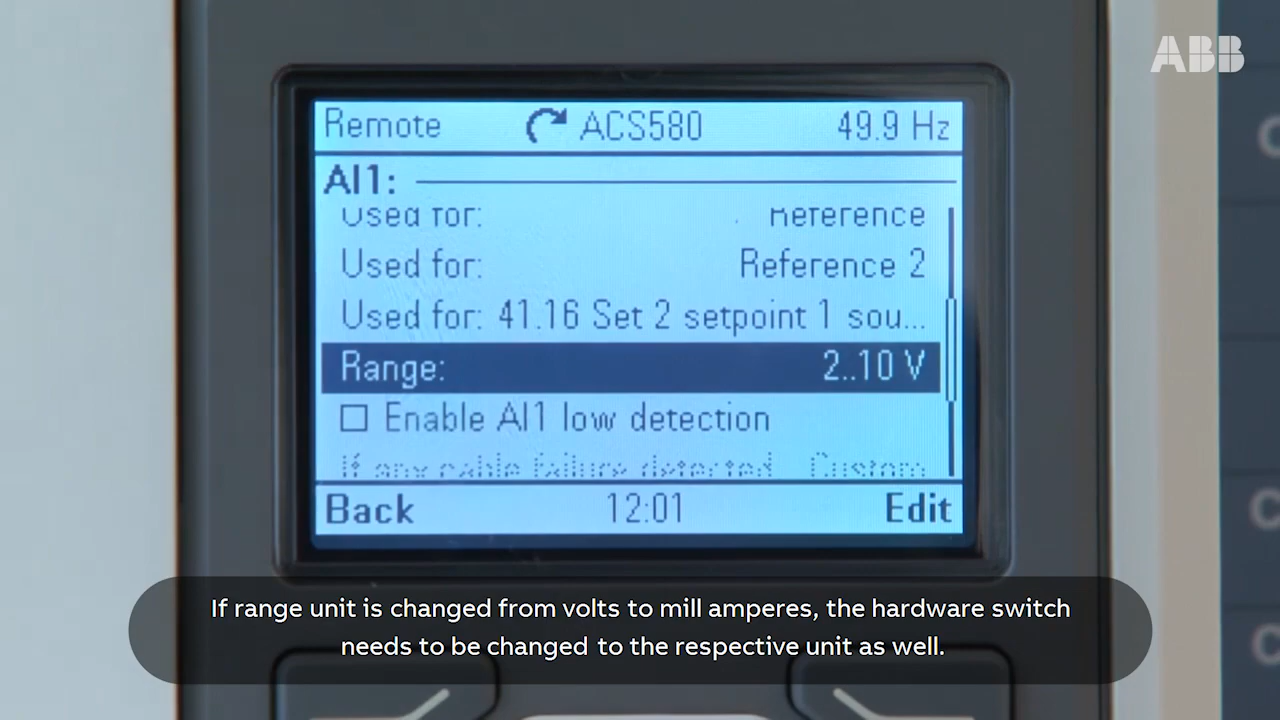 ABB
Remote ACS580 49.9 Hz
AI1:
Used for: Reference
Used for: Reference 2
Used for: 41.16 Set 2 setpoint 1 sou...
Range: 2..10 V
Enable AI1 low detection
If any cable failure detected Custom
Back 12:01 Edit
If range unit is changed from volts to mill amperes, the hardware switch
needs to be changed to the respective unit as well.